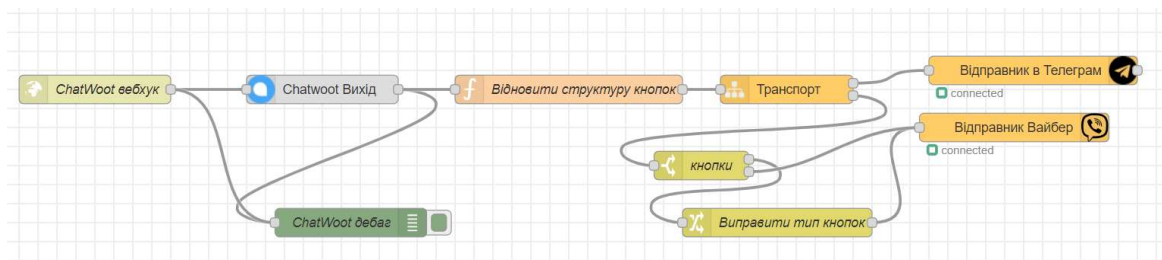 ChatWoot вебхук
Chatwoot Вихід
Відновити структуру кнопок
Транспорт
Відправник в Телеграм
connected
Відправник Вайбер
connected
кнопки
ChatWoot дебаг
Виправити тип кнопок